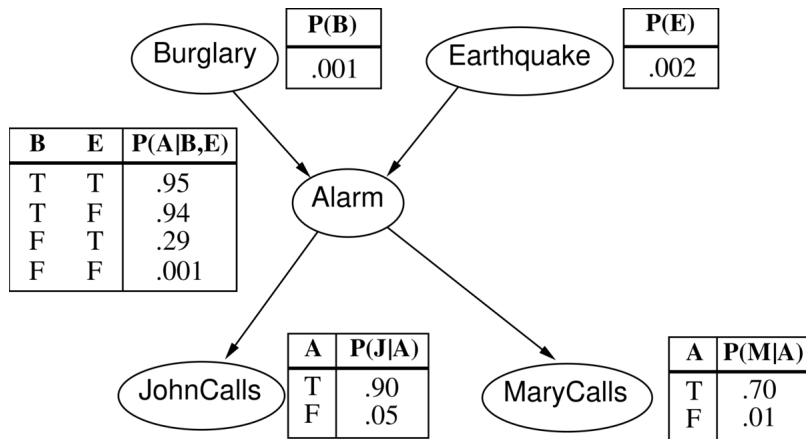 Burglary
P(B)
.001
Earthquake
P(E)
.002
B E P(A|B,E)
T T .95
T F .94
F T .29
F F .001
Alarm
JohnCalls
A P(J|A)
T .90
F .05
MaryCalls
A P(M|A)
T .70
F .01